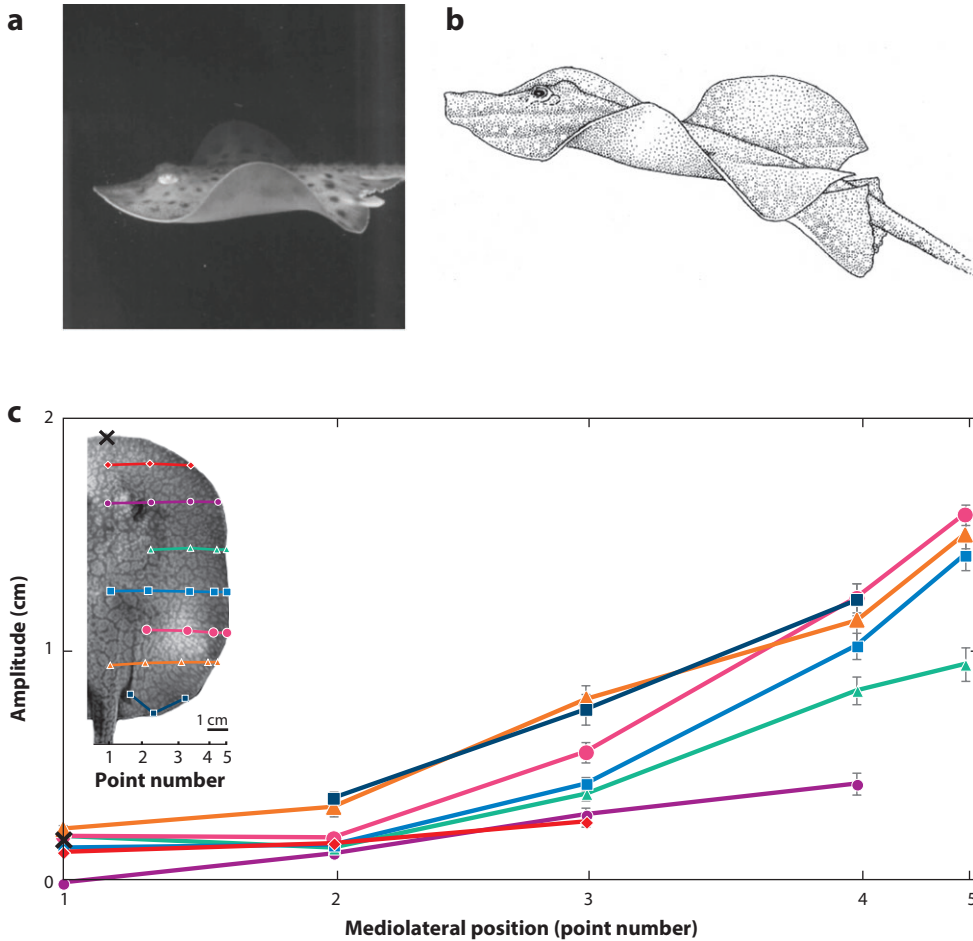 a
b
c
2
1
0
Amplitude (cm)
1 cm
1 2 3 4 5
Point number
1 2 3 4 5
Mediolateral position (point number)